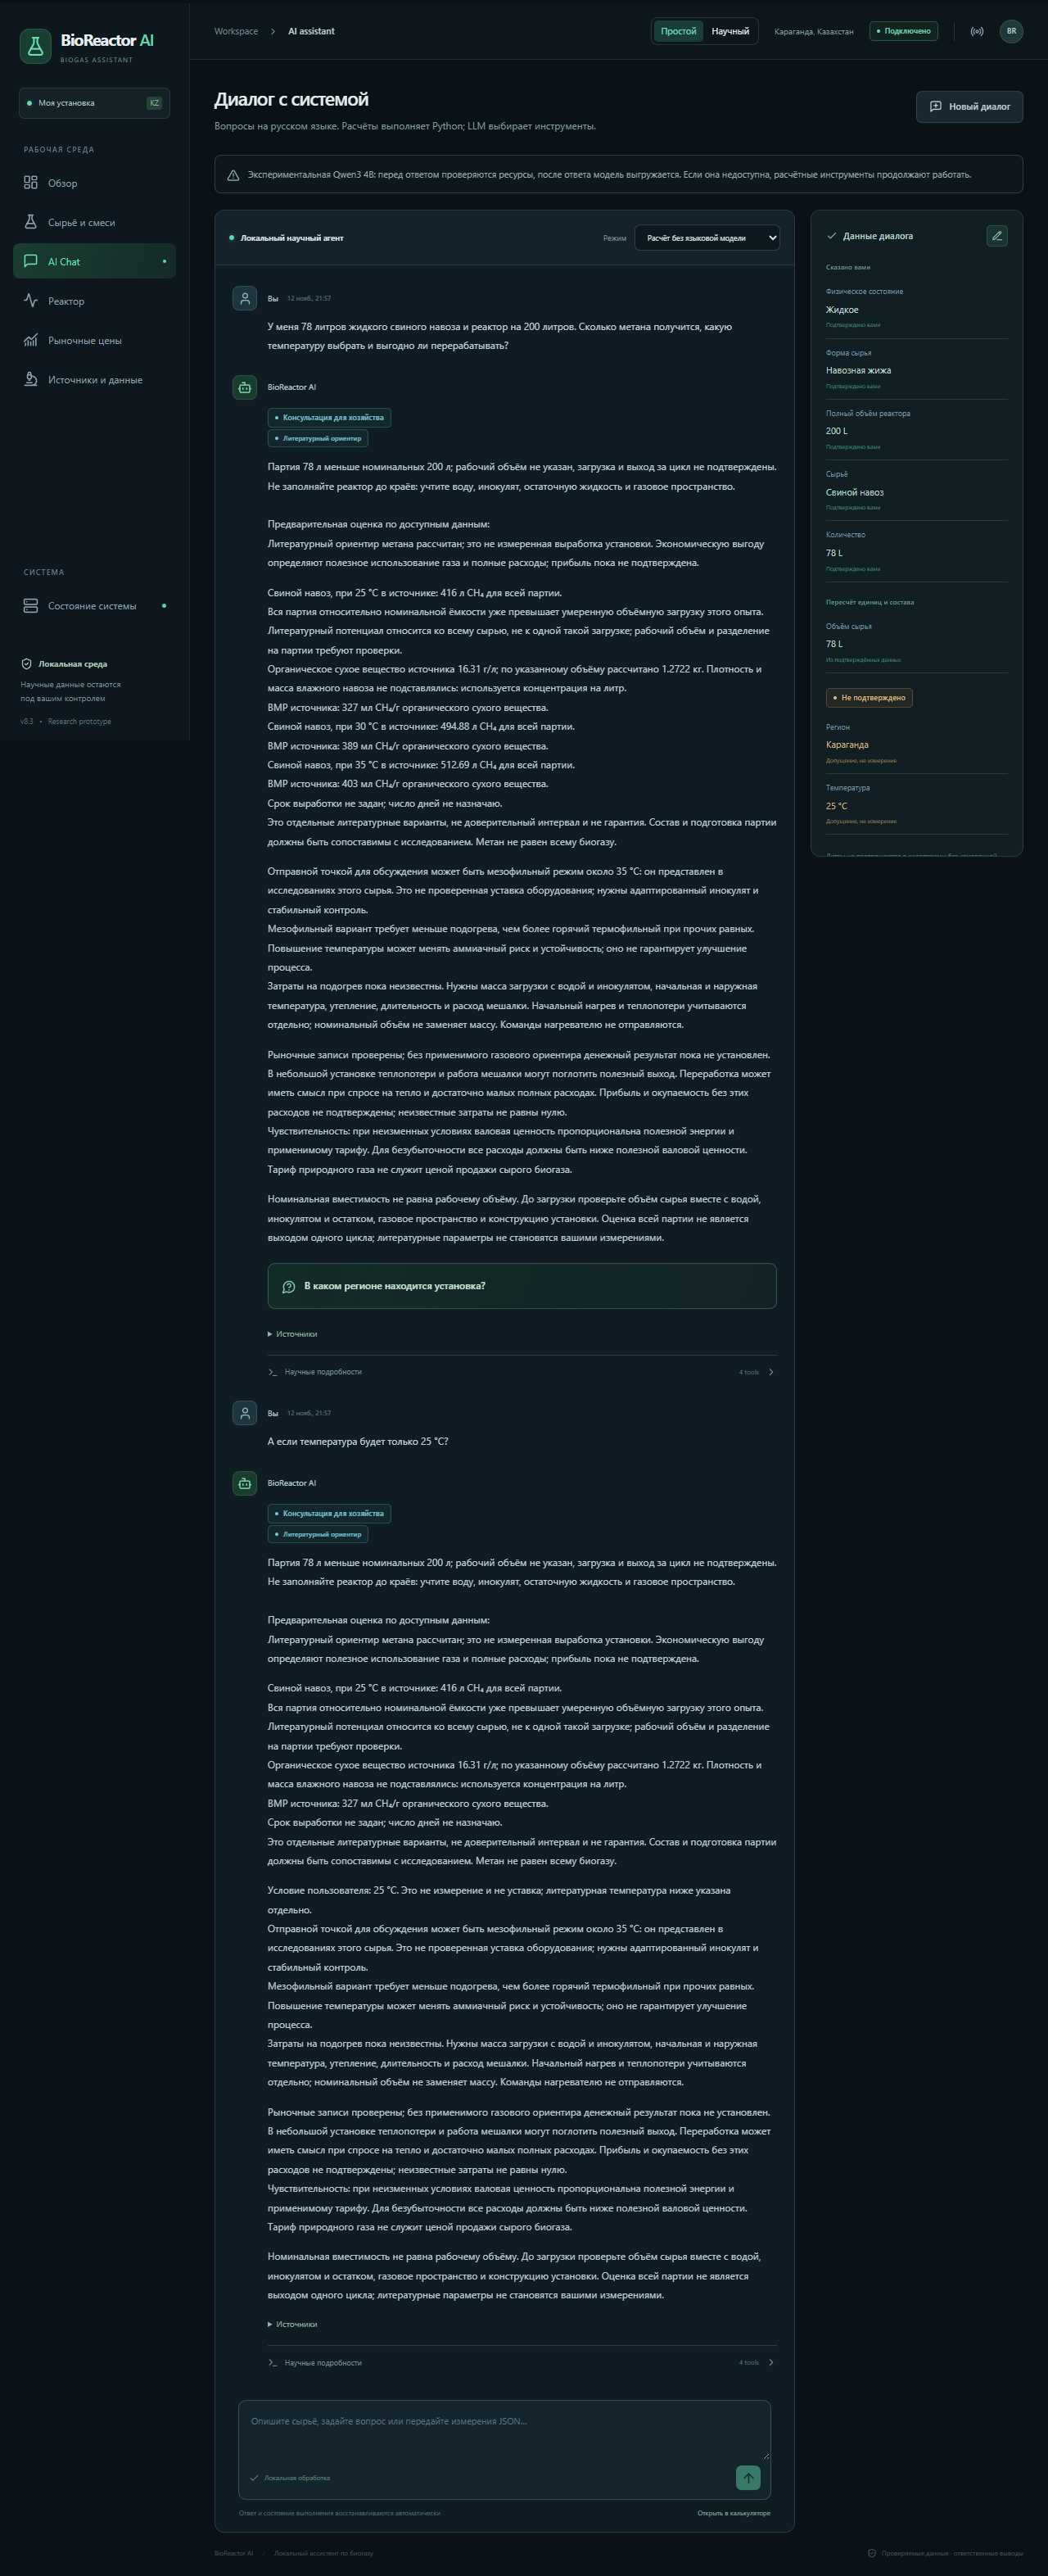 BioReactor AI
BIOGAS ASSISTANT
Моя установка
KZ
РАБОЧАЯ СРЕДА
Обзор
Сырьё и смеси
AI Chat
Реактор
Рыночные цены
Источники и данные
СИСТЕМА
Состояние системы
Локальная среда
Научные данные остаются
под вашим контролем
v8.3 • Research prototype
Workspace > AI assistant
Простой Научный
Караганда, Казахстан
Подключено
BR
Диалог с системой
Вопросы на русском языке. Расчёты выполняет Python; LLM выбирает инструменты.
Новый диалог
Экспериментальная Qwen3 4B: перед ответом проверяются ресурсы, после ответа модель выгружается. Если она недоступна, расчётные инструменты продолжают работать.
Локальный научный агент
Режим
Расчёт без языковой модели
Вы 12 нояб., 21:57
У меня 78 литров жидкого свиного навоза и реактор на 200 литров. Сколько метана получится, какую
температуру выбрать и выгодно ли перерабатывать?
BioReactor AI
Консультация для хозяйства
Литературный ориентир
Партия 78 л меньше номинальных 200 л; рабочий объём не указан, загрузка и выход за цикл не подтверждены.
Не заполняйте реактор до краёв: учтите воду, инокулят, остаточную жидкость и газовое пространство.
Предварительная оценка по доступным данным:
Литературный ориентир метана рассчитан; это не измеренная выработка установки. Экономическую выгоду
определяют полезное использование газа и полные расходы; прибыль пока не подтверждена.
Свиной навоз, при 25 °C в источнике: 416 л CH₄ для всей партии.
Вся партия относительно номинальной ёмкости уже превышает умеренную объёмную загрузку этого опыта.
Литературный потенциал относится ко всему сырью, не к одной такой загрузке; рабочий объём и разделение
на партии требуют проверки.
Органическое сухое вещество источника 16.31 г/л; по указанному объёму рассчитано 1.2722 кг. Плотность и
масса влажного навоза не подставлялись: используется концентрация на литр.
BMP источника: 327 мл CH₄/г органического сухого вещества.
Свиной навоз, при 30 °C в источнике: 494.88 л CH₄ для всей партии.
BMP источника: 389 мл CH₄/г органического сухого вещества.
Свиной навоз, при 35 °C в источнике: 512.69 л CH₄ для всей партии.
BMP источника: 403 мл CH₄/г органического сухого вещества.
Срок выработки не задан; число дней не назначаю.
Это отдельные литературные варианты, не доверительный интервал и не гарантия. Состав и подготовка партии
должны быть сопоставимы с исследованием. Метан не равен всему биогазу.
Отправной точкой для обсуждения может быть мезофильный режим около 35 °C: он представлен в
исследованиях этого сырья. Это не проверенная уставка оборудования; нужны адаптированный инокулят и
стабильный контроль.
Мезофильный вариант требует меньше подогрева, чем более горячий термофильный при прочих равных.
Повышение температуры может менять аммиачный риск и устойчивость; оно не гарантирует улучшение
процесса.
Затраты на подогрев пока неизвестны. Нужны масса загрузки с водой и инокулятом, начальная и наружная
температура, утепление, длительность и расход мешалки. Начальный нагрев и теплопотери учитываются
отдельно; номинальный объём не заменяет массу. Команды нагревателю не отправляются.
Рыночные записи проверены; без применимого газового ориентира денежный результат пока не установлен.
В небольшой установке теплопотери и работа мешалки могут поглотить полезный выход. Переработка может
иметь смысл при спросе на тепло и достаточно малых полных расходах. Прибыль и окупаемость без этих
расходов не подтверждены; неизвестные затраты не равны нулю.
Чувствительность: при неизменных условиях валовая ценность пропорциональна полезной энергии и
применимому тарифу. Для безубыточности все расходы должны быть ниже полезной валовой ценности.
Тариф природного газа не служит ценой продажи сырого биогаза.
Номинальная вместимость не равна рабочему объёму. До загрузки проверьте объём сырья вместе с водой,
инокулятом и остатком, газовое пространство и конструкцию установки. Оценка всей партии не является
выходом одного цикла; литературные параметры не становятся вашими измерениями.
В каком регионе находится установка?
Источники
Научные подробности
4 tools
Вы 12 нояб., 21:57
А если температура будет только 25 °C?
BioReactor AI
Консультация для хозяйства
Литературный ориентир
Партия 78 л меньше номинальных 200 л; рабочий объём не указан, загрузка и выход за цикл не подтверждены.
Не заполняйте реактор до краёв: учтите воду, инокулят, остаточную жидкость и газовое пространство.
Предварительная оценка по доступным данным:
Литературный ориентир метана рассчитан; это не измеренная выработка установки. Экономическую выгоду
определяют полезное использование газа и полные расходы; прибыль пока не подтверждена.
Свиной навоз, при 25 °C в источнике: 416 л CH₄ для всей партии.
Вся партия относительно номинальной ёмкости уже превышает умеренную объёмную загрузку этого опыта.
Литературный потенциал относится ко всему сырью, не к одной такой загрузке; рабочий объём и разделение
на партии требуют проверки.
Органическое сухое вещество источника 16.31 г/л; по указанному объёму рассчитано 1.2722 кг. Плотность и
масса влажного навоза не подставлялись: используется концентрация на литр.
BMP источника: 327 мл CH₄/г органического сухого вещества.
Срок выработки не задан; число дней не назначаю.
Это отдельные литературные варианты, не доверительный интервал и не гарантия. Состав и подготовка партии
должны быть сопоставимы с исследованием. Метан не равен всему биогазу.
Условие пользователя: 25 °C. Это не измерение и не уставка; литературная температура ниже указана
отдельно.
Отправной точкой для обсуждения может быть мезофильный режим около 35 °C: он представлен в
исследованиях этого сырья. Это не проверенная уставка оборудования; нужны адаптированный инокулят и
стабильный контроль.
Мезофильный вариант требует меньше подогрева, чем более горячий термофильный при прочих равных.
Повышение температуры может менять аммиачный риск и устойчивость; оно не гарантирует улучшение
процесса.
Затраты на подогрев пока неизвестны. Нужны масса загрузки с водой и инокулятом, начальная и наружная
температура, утепление, длительность и расход мешалки. Начальный нагрев и теплопотери учитываются
отдельно; номинальный объём не заменяет массу. Команды нагревателю не отправляются.
Рыночные записи проверены; без применимого газового ориентира денежный результат пока не установлен.
В небольшой установке теплопотери и работа мешалки могут поглотить полезный выход. Переработка может
иметь смысл при спросе на тепло и достаточно малых полных расходах. Прибыль и окупаемость без этих
расходов не подтверждены; неизвестные затраты не равны нулю.
Чувствительность: при неизменных условиях валовая ценность пропорциональна полезной энергии и
применимому тарифу. Для безубыточности все расходы должны быть ниже полезной валовой ценности.
Тариф природного газа не служит ценой продажи сырого биогаза.
Номинальная вместимость не равна рабочему объёму. До загрузки проверьте объём сырья вместе с водой,
инокулятом и остатком, газовое пространство и конструкцию установки. Оценка всей партии не является
выходом одного цикла; литературные параметры не становятся вашими измерениями.
Источники
Научные подробности
4 tools
Опишите сырьё, задайте вопрос или передайте измерения JSON...
Локальная обработка
Ответ и состояние выполнения восстанавливаются автоматически
Открыть в калькуляторе
Данные диалога
Сказано вами
Физическое состояние
Жидкое
Подтверждено вами
Форма сырья
Навозная жижа
Подтверждено вами
Полный объём реактора
200 L
Подтверждено вами
Сырьё
Свиной навоз
Подтверждено вами
Количество
78 L
Подтверждено вами
Пересчёт единиц и состава
Объём сырья
78 L
Из подтверждённых данных
Не подтверждено
Регион
Караганда
Допущение, не измерение
Температура
25 °C
Допущение, не измерение
BioReactor AI / Локальный ассистент по биогазу
Проверяемые данные · ответственные выводы